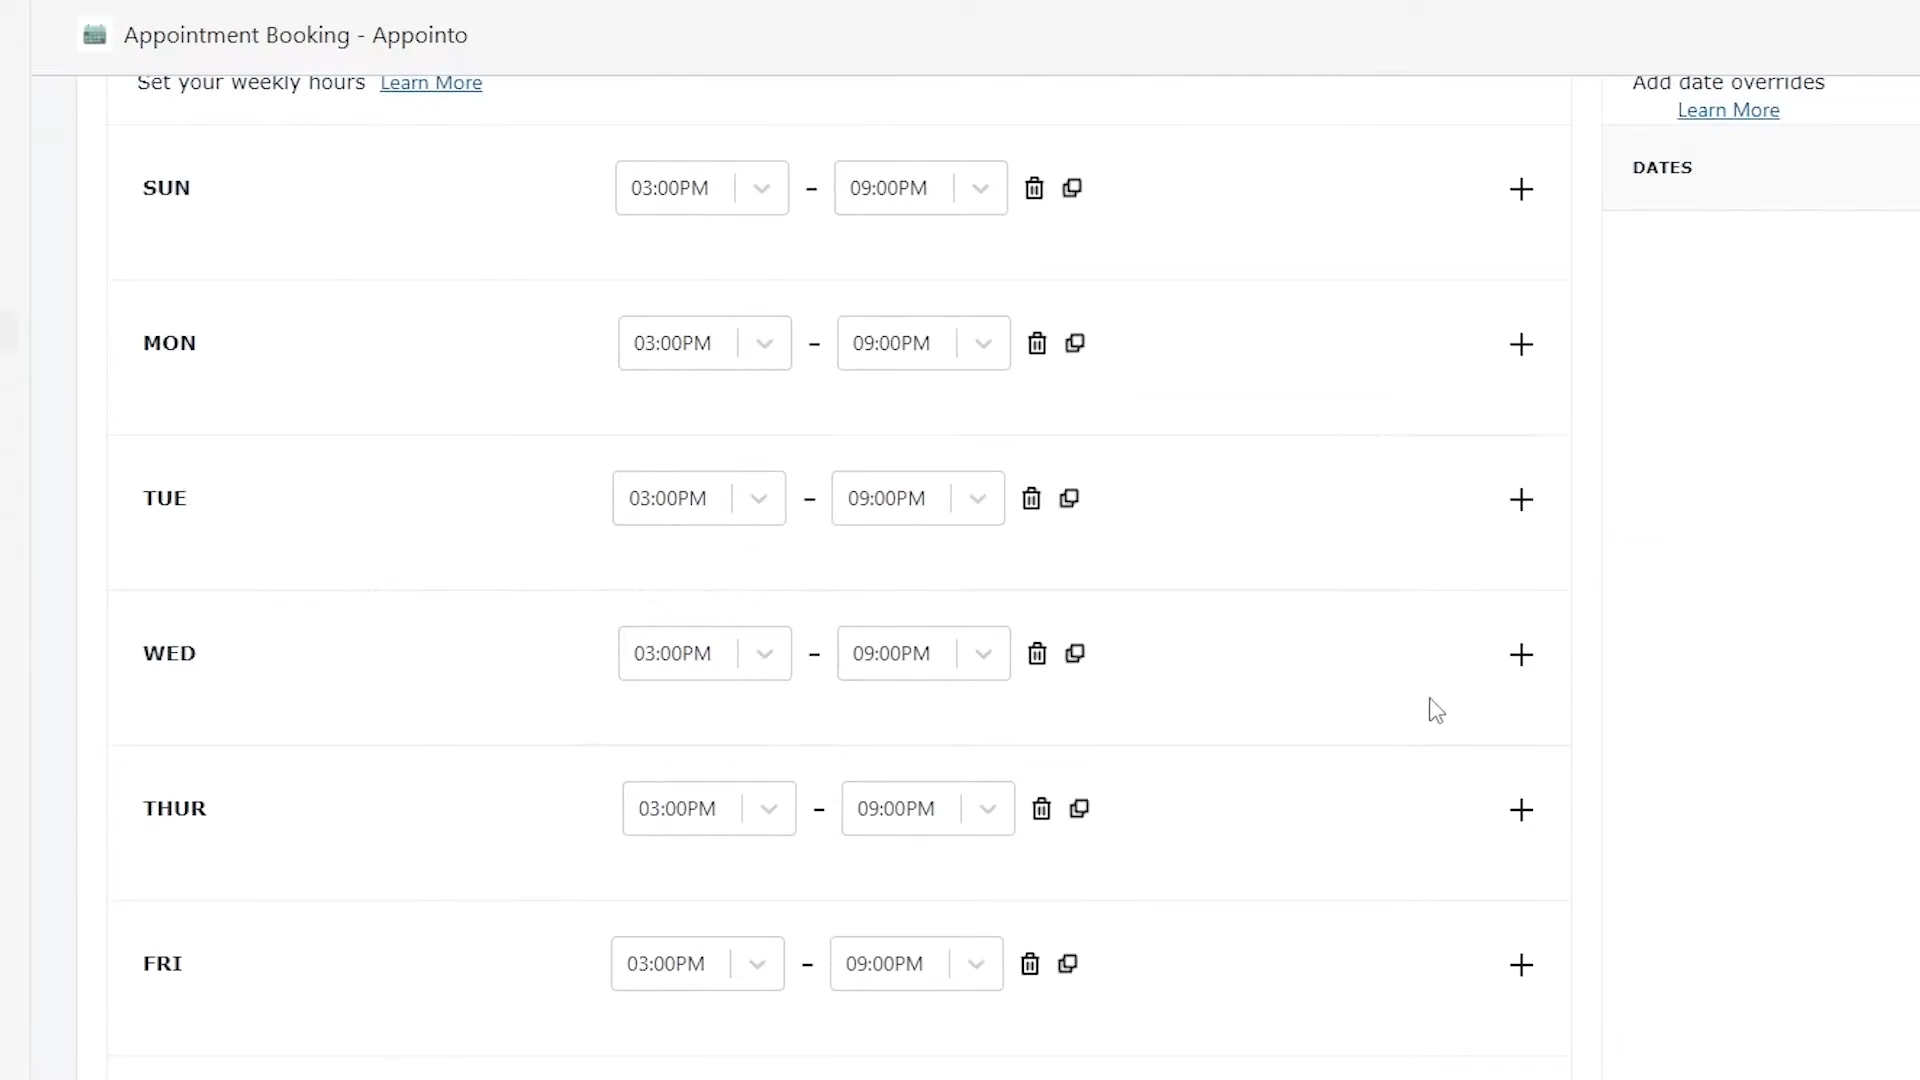 Appointment Booking - Appointo
Set your weekly hours Learn More
SUN 03:00PM - 09:00PM
MON 03:00PM - 09:00PM
TUE 03:00PM - 09:00PM
WED 03:00PM - 09:00PM
THUR 03:00PM - 09:00PM
FRI 03:00PM - 09:00PM
Add date overrides
Learn More
DATES